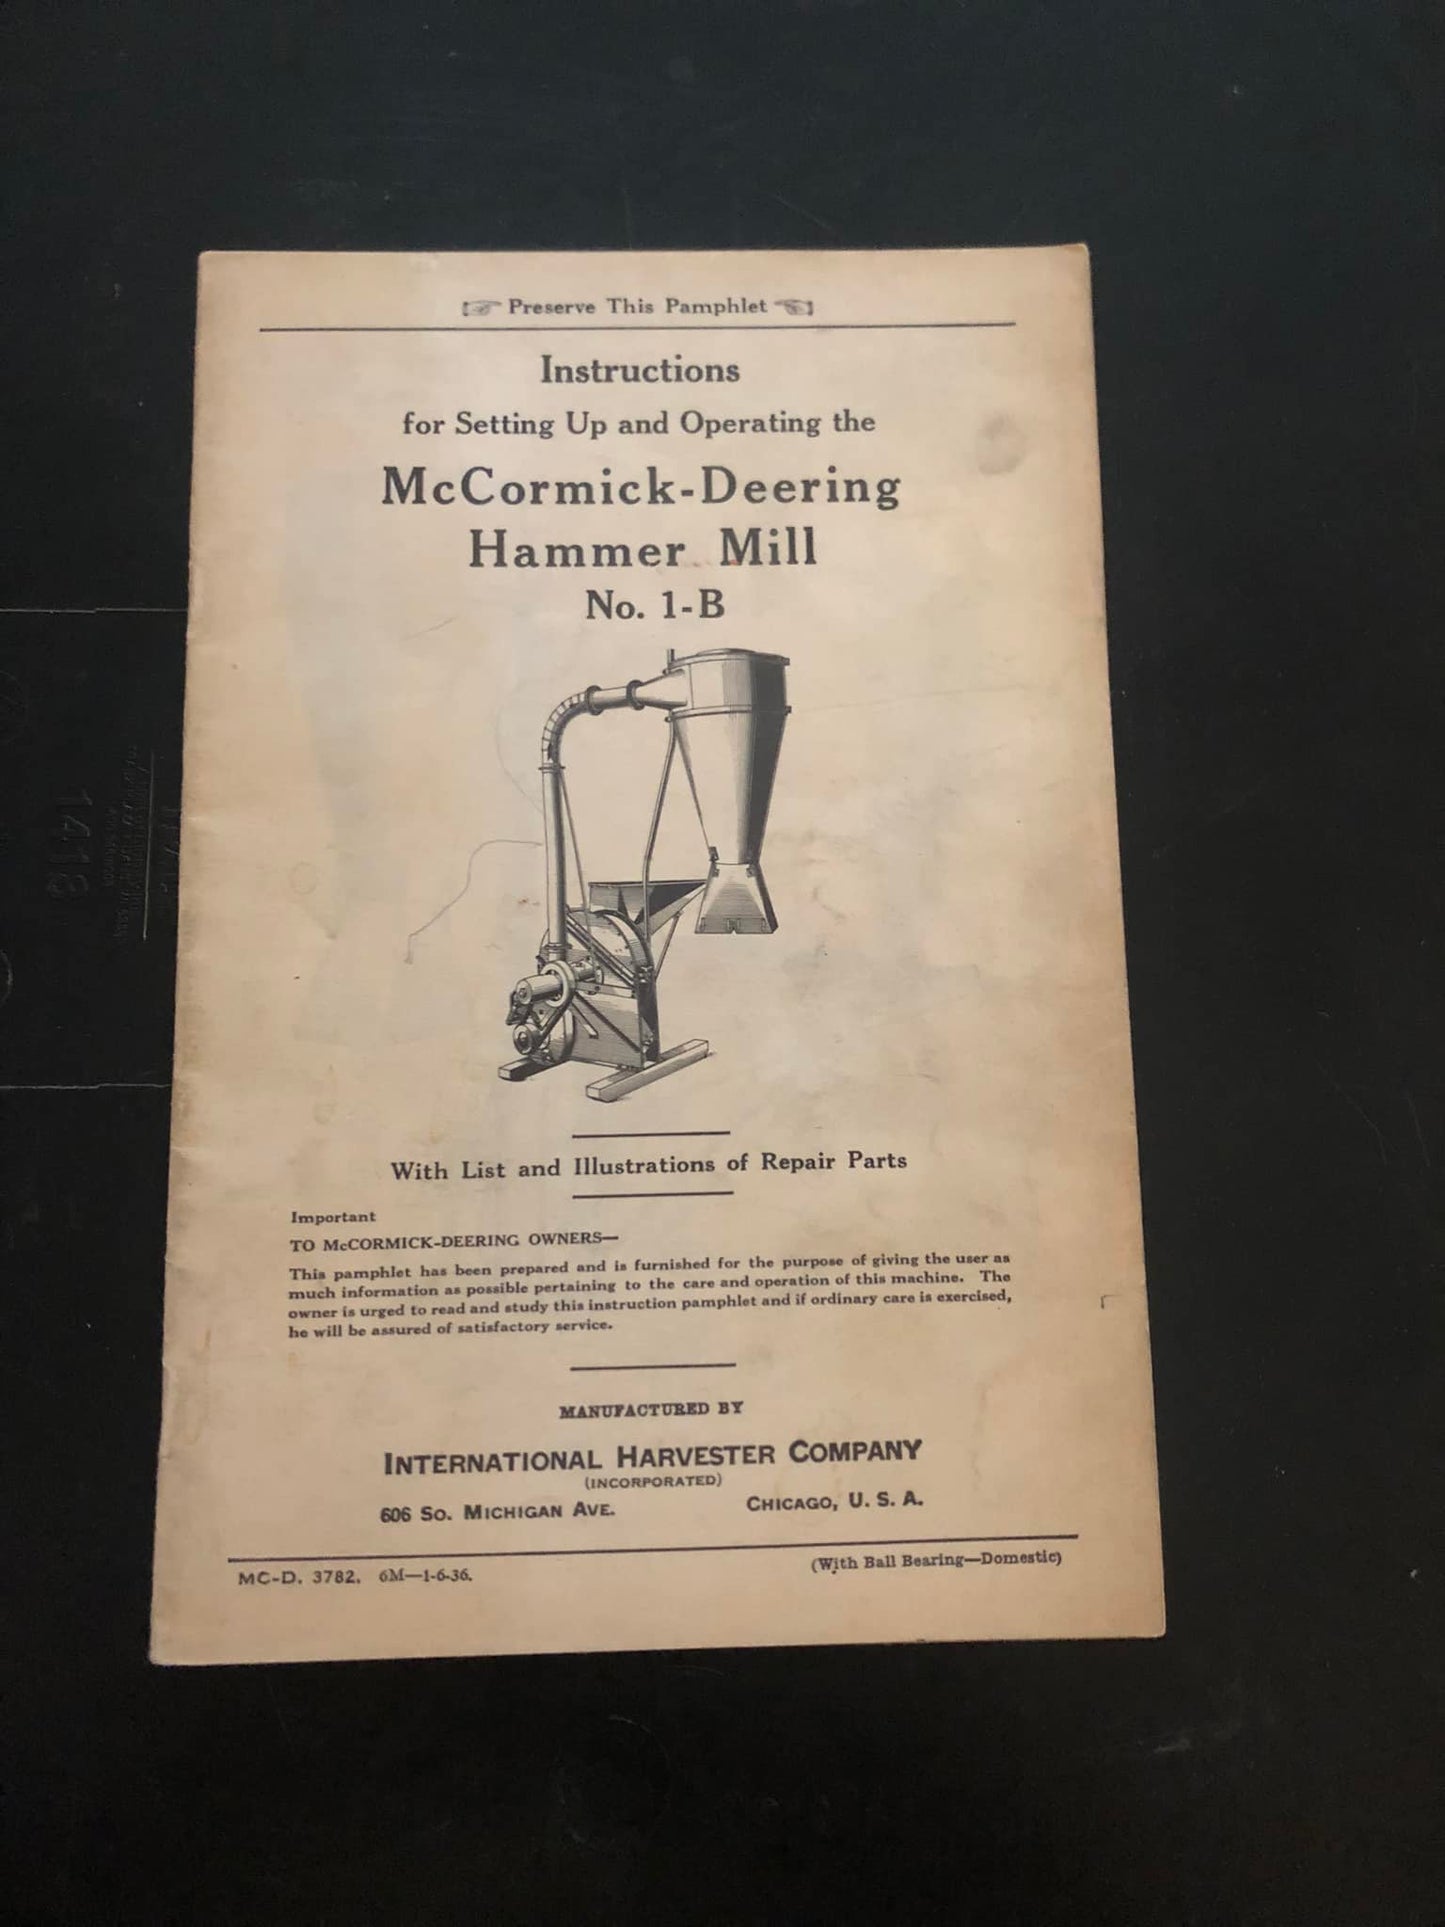 Preserve This Pamphlet
Instructions
for Setting Up and Operating the
McCormick-Deering
Hammer Mill
No. 1-B
With List and Illustrations of Repair Parts
Important
TO McCORMICK-DEERING OWNERS—
This pamphlet has been prepared and is furnished for the purpose of giving the user as
much information as possible pertaining to the care and operation of this machine. The
owner is urged to read and study this instruction pamphlet and if ordinary care is exercised,
he will be assured of satisfactory service.
MANUFACTURED BY
INTERNATIONAL HARVESTER COMPANY
(INCORPORATED)
606 SO. MICHIGAN AVE. CHICAGO, U. S. A.
MC-D. 3782. 6M—1-6-36. (With Ball Bearing—Domestic)
1413